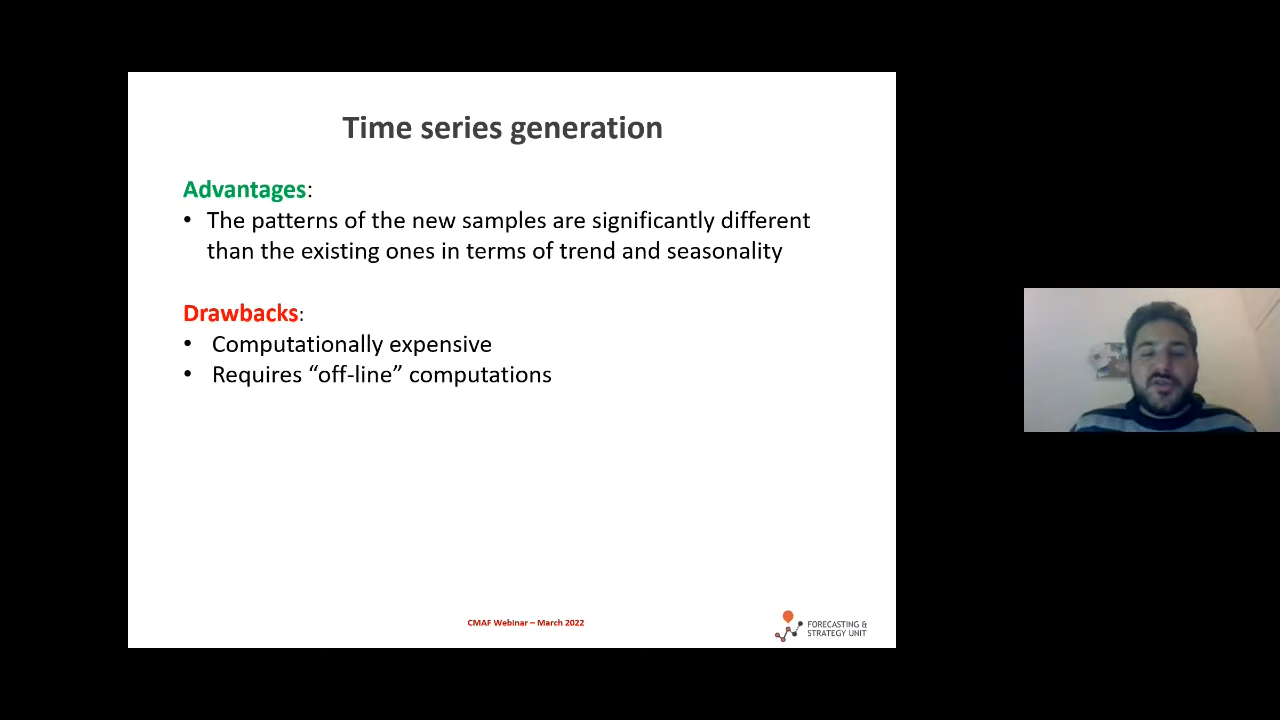 Time series generation
Advantages:
• The patterns of the new samples are significantly different
than the existing ones in terms of trend and seasonality
Drawbacks:
• Computationally expensive
• Requires “off-line” computations
CMAF Webinar – March 2022
FORECASTING &
STRATEGY UNIT